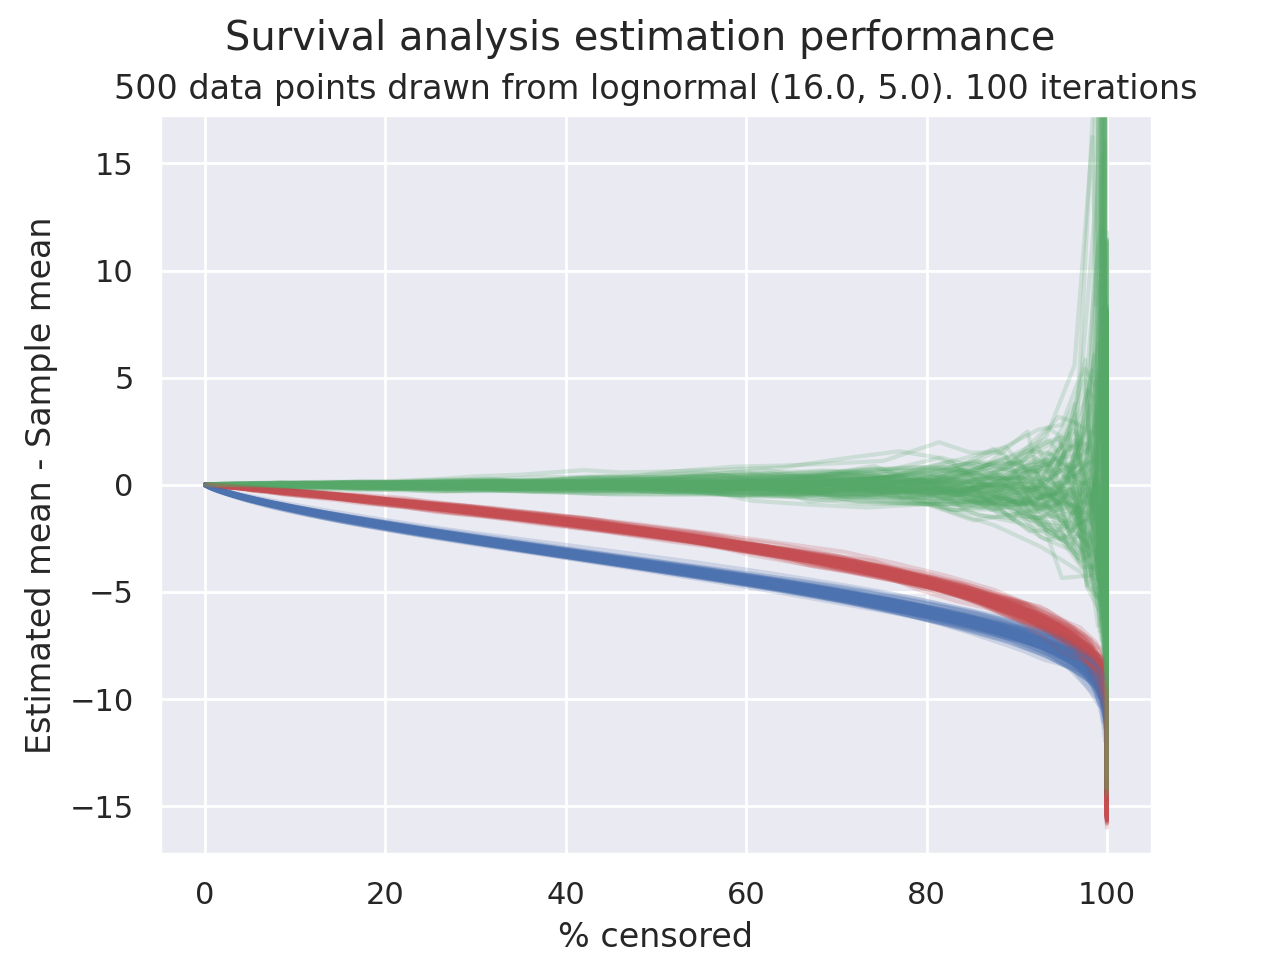 Survival analysis estimation performance
500 data points drawn from lognormal (16.0, 5.0). 100 iterations
Estimated mean - Sample mean
15
10
5
0
−5
−10
−15
0 20 40 60 80 100
% censored